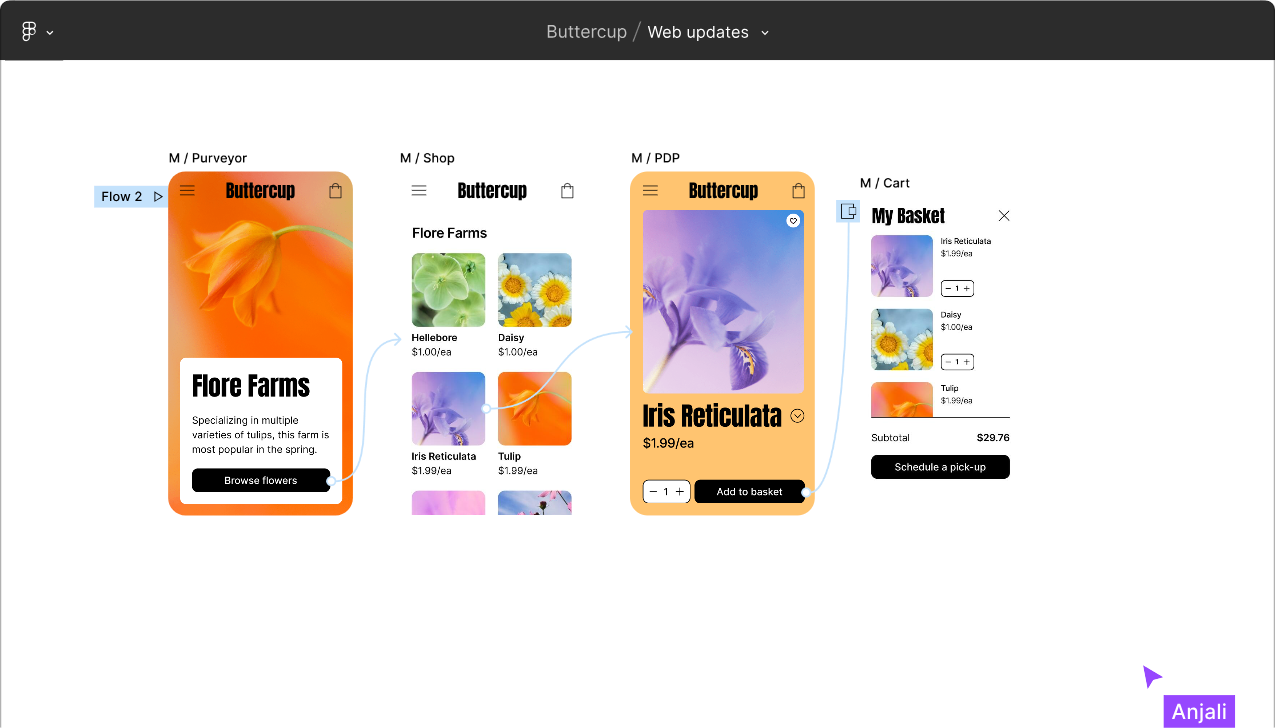 Buttercup / Web updates
M / Purveyor
Flow 2
Buttercup
Flore Farms
Specializing in multiple
varieties of tulips, this farm is
most popular in the spring.
Browse flowers
M / Shop
Buttercup
Flore Farms
Hellebore
$1.00/ea
Daisy
$1.00/ea
Iris Reticulata
$1.99/ea
Tulip
$1.99/ea
M / PDP
Buttercup
Iris Reticulata
$1.99/ea
− 1 +
Add to basket
M / Cart
My Basket
Iris Reticulata
$1.99/ea
− 1 +
Daisy
$1.00/ea
− 1 +
Tulip
$1.99/ea
Subtotal $29.76
Schedule a pick-up
Anjali